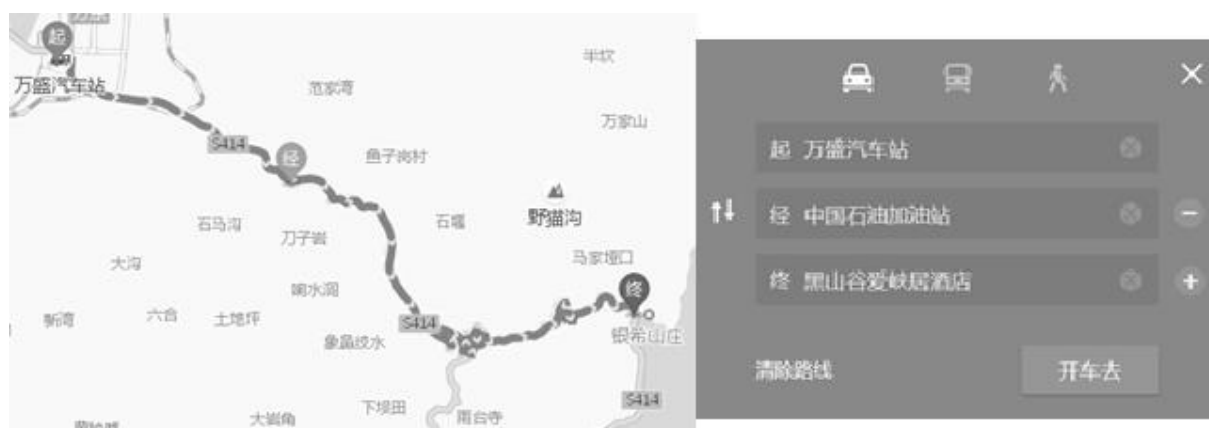 起
万盛汽车站
半坎
范家湾
万家山
S414
经
鱼子岗村
野猫沟
石堰
石马沟
刀子岩
马家垭口
大沟
响水洞
终
新湾
六合
土地坪
S414
银希山庄
象鼻绞水
下坝田
S414
大岩角
雨台寺
起 万盛汽车站
经 中国石油加油站
终 黑山谷爱峡居酒店
清除路线
开车去